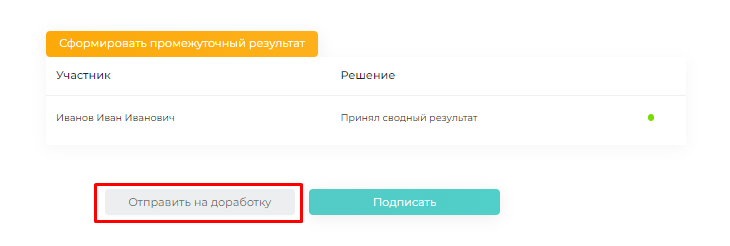 Сформировать промежуточный результат
Участник Решение
Иванов Иван Иванович Принял сводный результат
Отправить на доработку Подписать